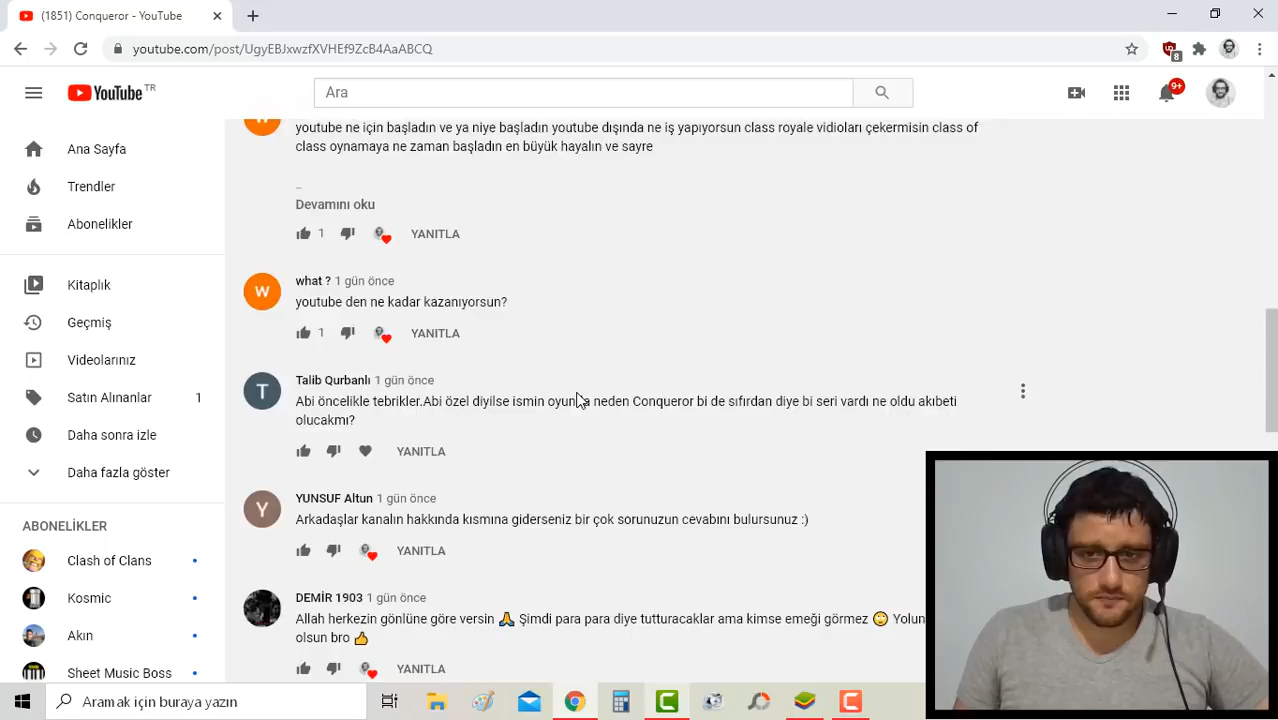 (1851) Conqueror - YouTube
youtube.com/post/UgyEBJxwzfXVHEf9ZcB4AaABCQ
8
YouTube TR
Ara
9+
Ana Sayfa
Trendler
Abonelikler
Kitaplık
Geçmiş
Videolarınız
Satın Alınanlar 1
Daha sonra izle
Daha fazla göster
ABONELİKLER
Clash of Clans
Kosmic
Akın
Sheet Music Boss
youtube ne için başladın ve ya niye başladın youtube dışında ne iş yapıyorsun class royale vidioları çekermisin class of
class oynamaya ne zaman başladın en büyük hayalın ve sayre
..
Devamını oku
1 YANITLA
W
what ? 1 gün önce
youtube den ne kadar kazanıyorsun?
1 YANITLA
T
Talib Qurbanlı 1 gün önce
Abi öncelikle tebrikler.Abi özel diyilse ismin neden Conqueror bi de sıfırdan diye bi seri vardı ne oldu akıbeti
olucakmı?
YANITLA
Y
YUNSUF Altun 1 gün önce
Arkadaşlar kanalın hakkında kısmına giderseniz bir çok sorunuzun cevabını bulursunuz :)
YANITLA
DEMİR 1903 1 gün önce
Allah herkezin gönlüne göre versin 🙏 Şimdi para para diye tutturacaklar ama kimse emeği görmez 🙄
olsun bro 👍
YANITLA
Aramak için buraya yazın